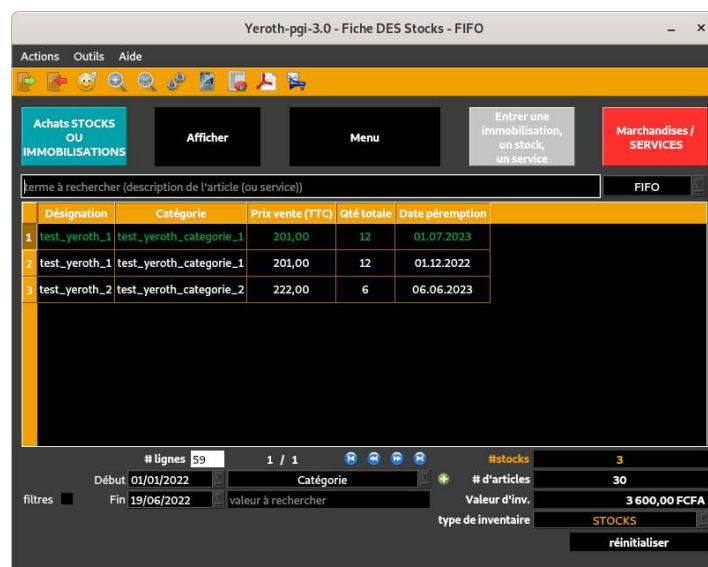 Yeroth-pgi-3.0 - Fiche DES Stocks - FIFO
Actions Outils Aide
Achats STOCKS
OU
IMMOBILISATIONS
Afficher
Menu
Entrer une
immobilisation,
un stock,
un service
Marchandises /
SERVICES
terme à rechercher (description de l'article (ou service))
FIFO
Désignation Catégorie Prix vente (TTC) Qté totale Date péremption
1 test_yeroth_1 test_yeroth_categorie_1 201,00 12 01.07.2023
2 test_yeroth_1 test_yeroth_categorie_1 201,00 12 01.12.2022
3 test_yeroth_2 test_yeroth_categorie_2 222,00 6 06.06.2023
# lignes 59 1 / 1 #stocks 3
Début 01/01/2022 Catégorie # d'articles 30
filtres Fin 19/06/2022 valeur à rechercher Valeur d'inv. 3 600,00 FCFA
type de inventaire STOCKS
réinitialiser